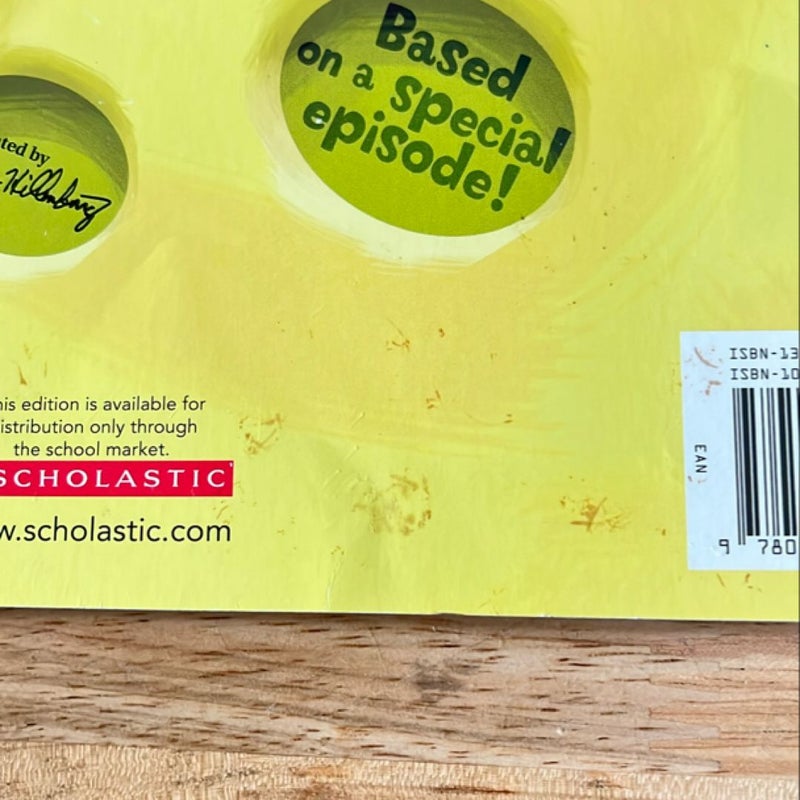 Based
on a special
episode!
ted by
Hillenburg
his edition is available for
istribution only through
the school market.
SCHOLASTIC
w.scholastic.com
ISBN-13
ISBN-10
EAN
9 780